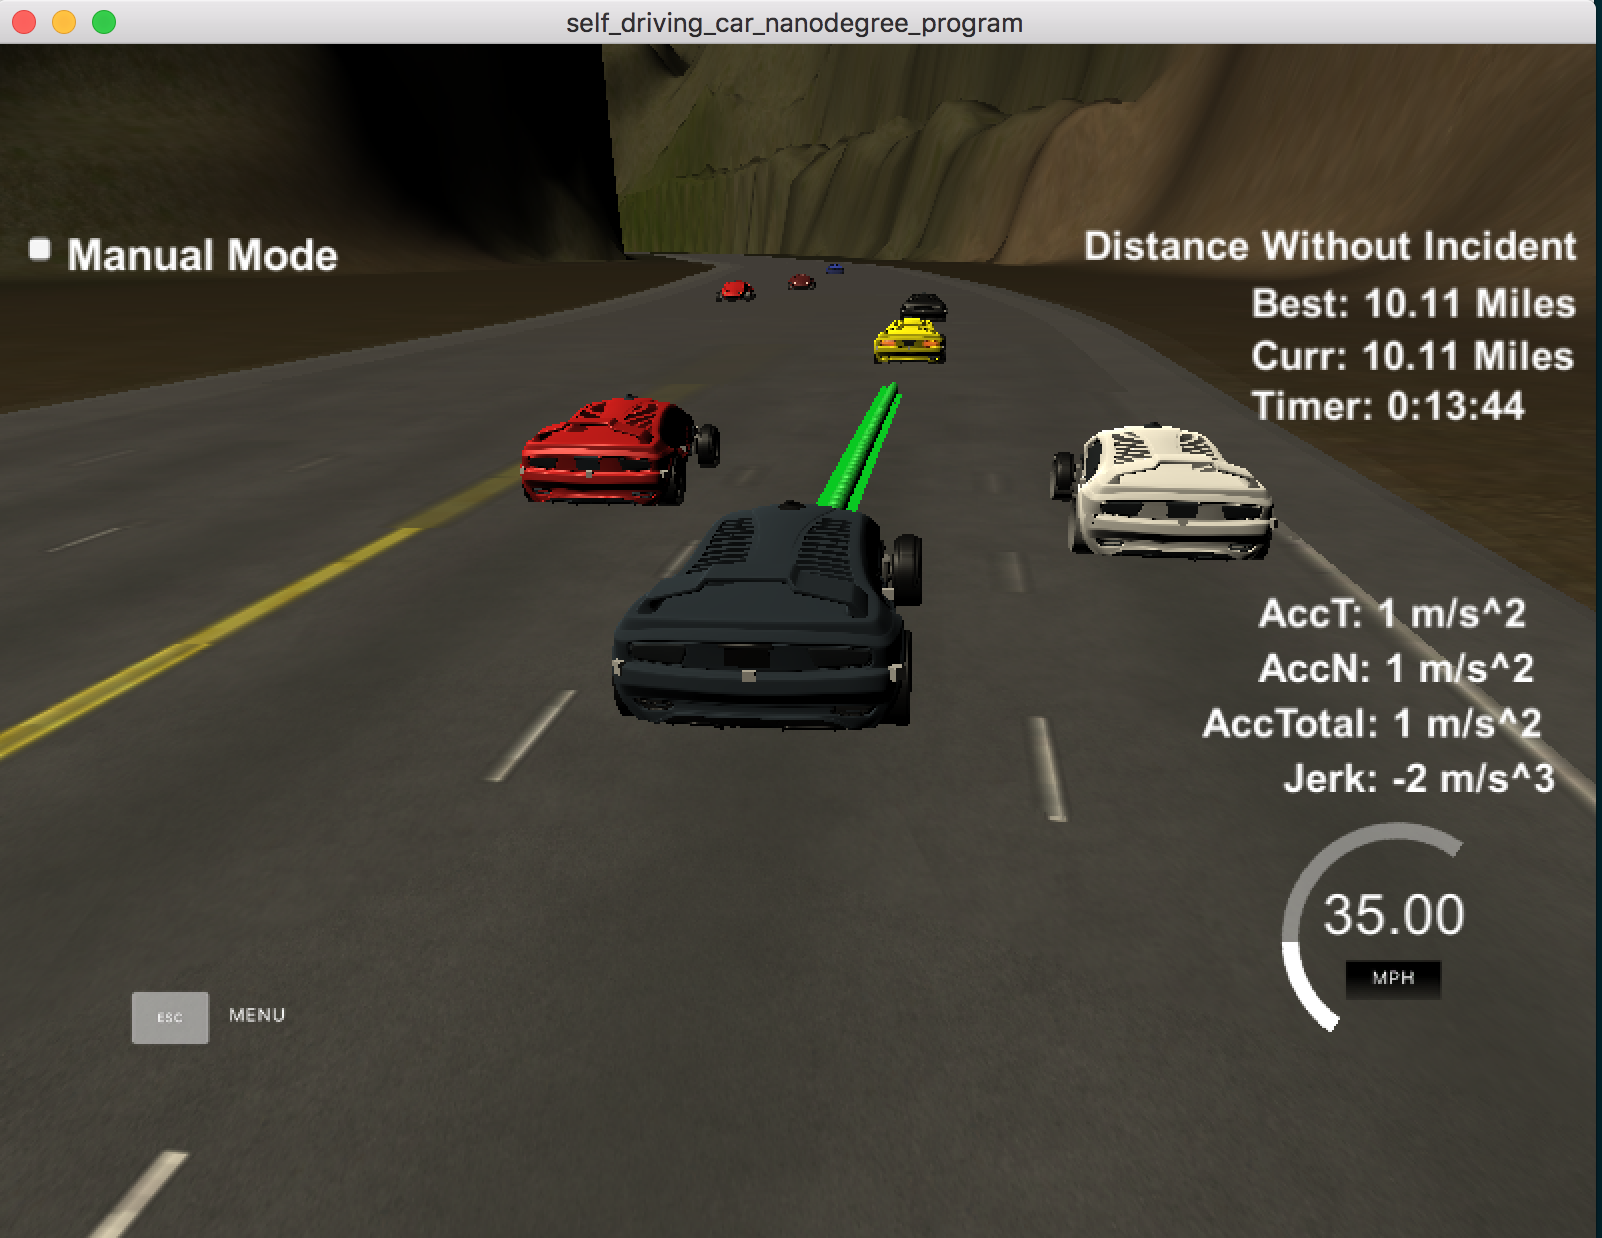 self_driving_car_nanodegree_program
Manual Mode
Distance Without Incident
Best: 10.11 Miles
Curr: 10.11 Miles
Timer: 0:13:44
AccT: 1 m/s^2
AccN: 1 m/s^2
AccTotal: 1 m/s^2
Jerk: -2 m/s^3
35.00
MPH
ESC MENU